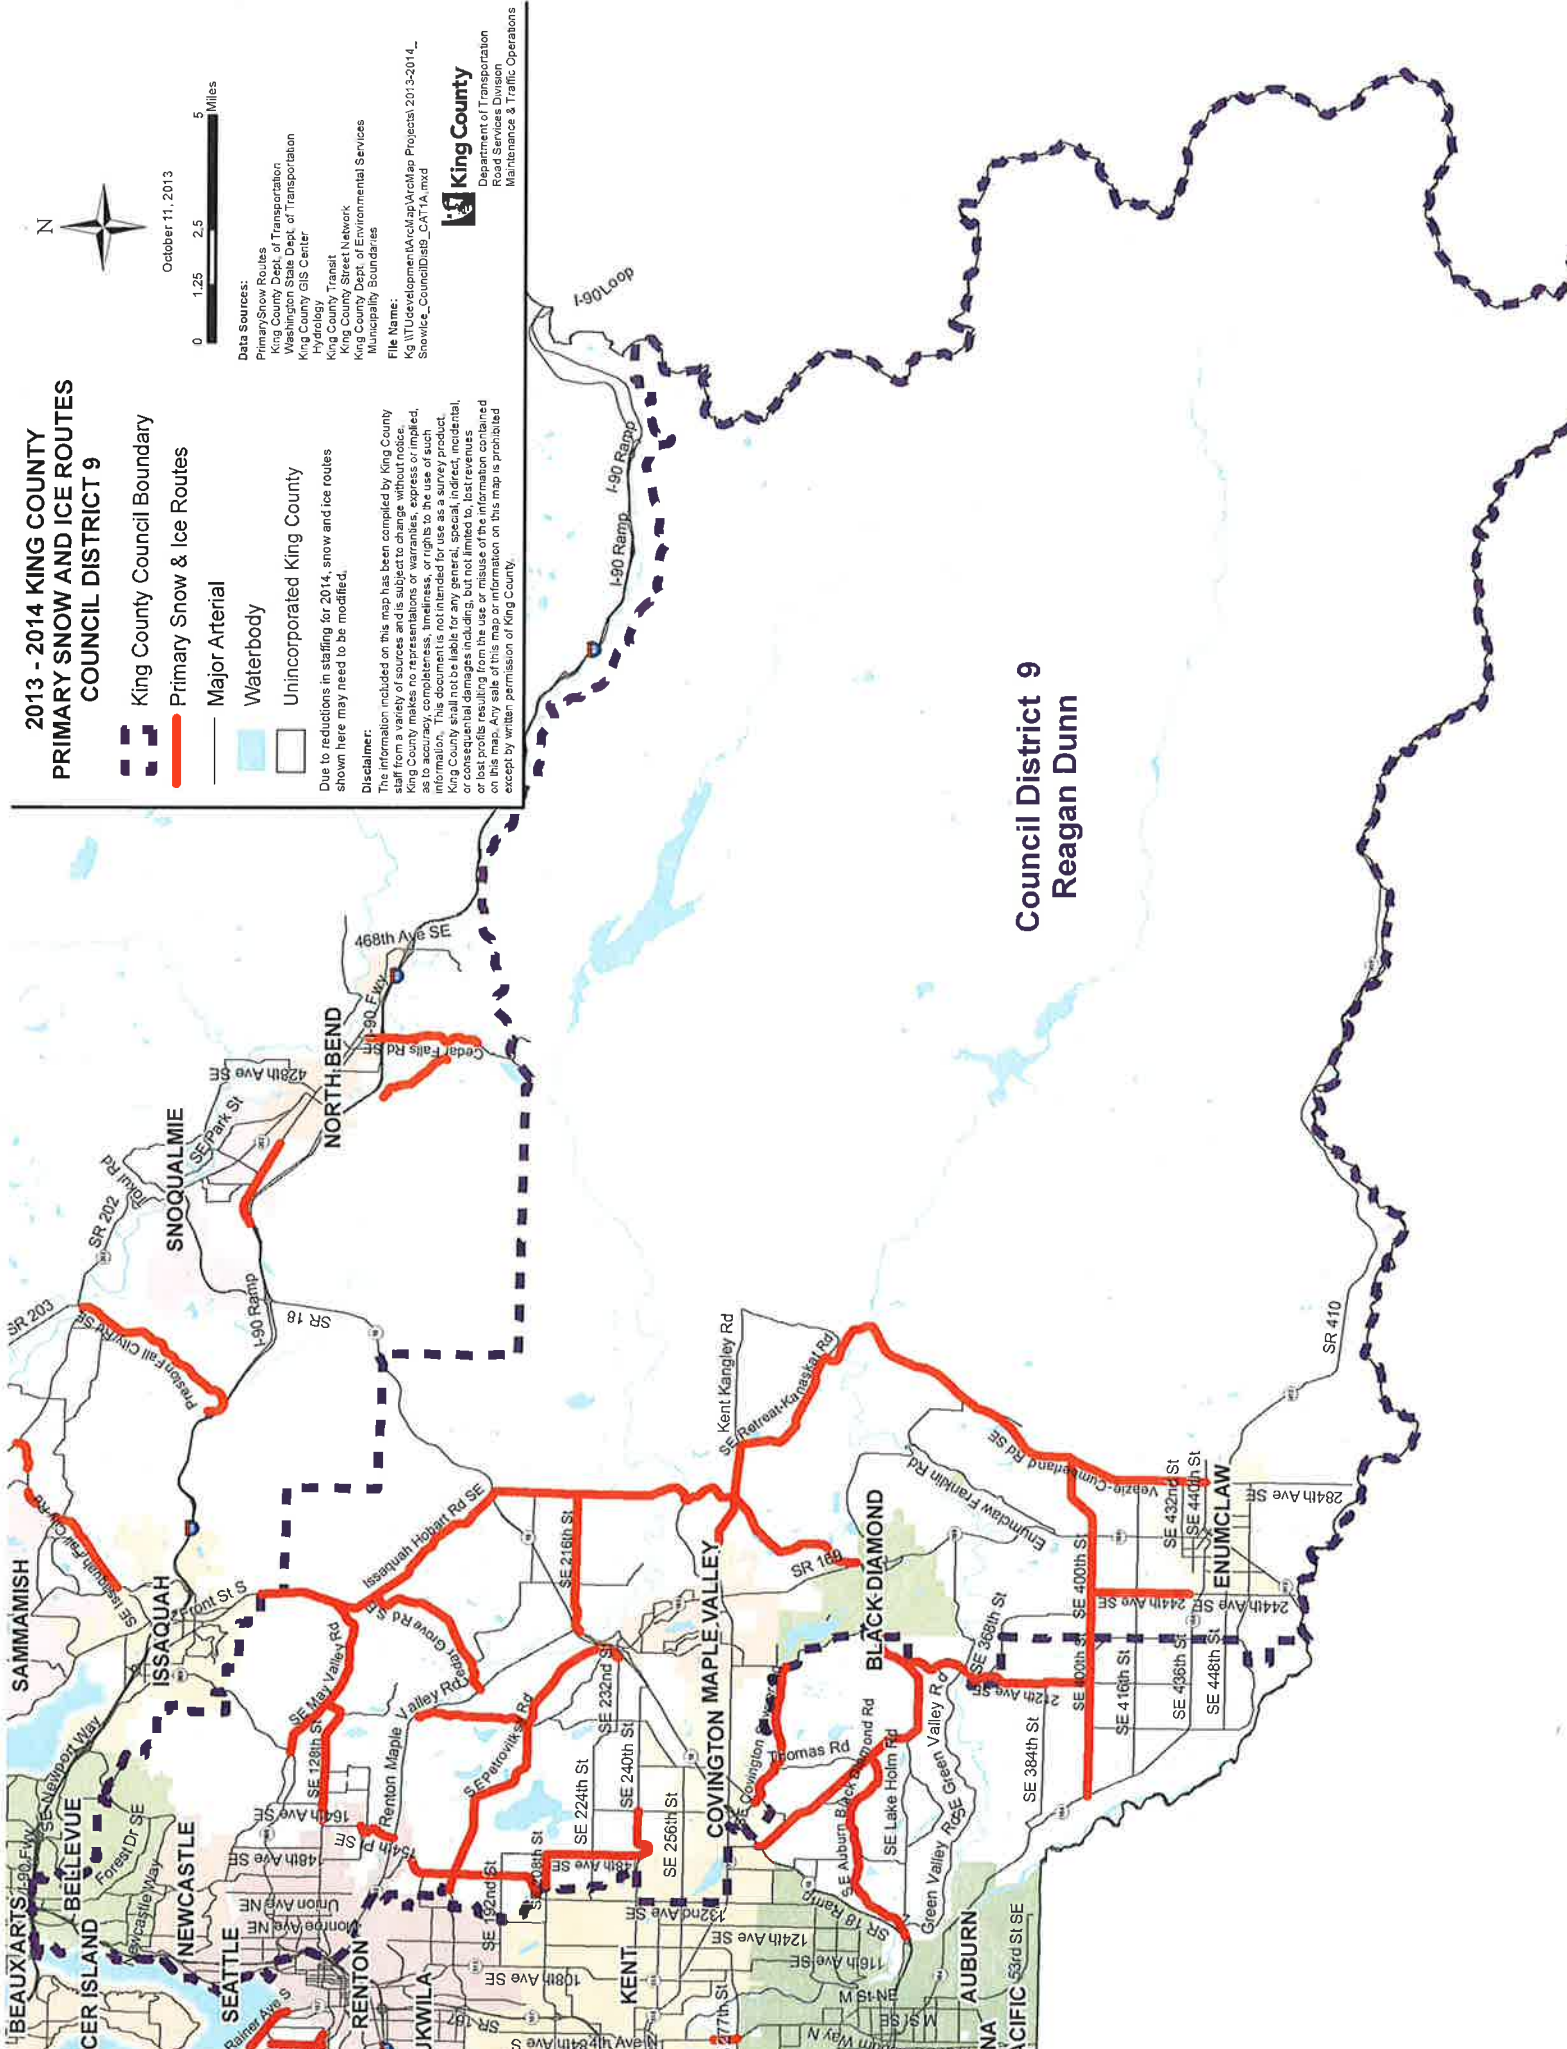 2013 - 2014 KING COUNTY
PRIMARY SNOW AND ICE ROUTES
COUNCIL DISTRICT 9
King County Council Boundary
Primary Snow & Ice Routes
Major Arterial
Waterbody
Unincorporated King County
Due to reductions in staffing for 2014, snow and ice routes
shown here may need to be modified.
Disclaimer:
The information included on this map has been compiled by King County
staff from a variety of sources and is subject to change without notice.
King County makes no representations or warranties, express or implied,
as to accuracy, completeness, timeliness, or rights to the use of such
information. This document is not intended for use as a survey product.
King County shall not be liable for any general, special, indirect, incidental,
or consequential damages including, but not limited to, lost revenues
or lost profits resulting from the use or misuse of the information contained
on this map. Any sale of this map or information on this map is prohibited
except by written permission of King County.
N
October 11, 2013
0 1.25 2.5 5
Miles
Data Sources:
Primary Snow Routes
King County Dept. of Transportation
Washington State Dept. of Transportation
King County GIS Center
Hydrology
King County Transit
King County Street Network
King County Dept. of Environmental Services
Municipality Boundaries
File Name:
King County
Department of Transportation
Road Services Division
Maintenance & Traffic Operations
Council District 9
Reagan Dunn
I-90 Loop
I-90 Ramp
I-90 Ramp
468th Ave SE
I-90 Fwy
NORTH BEND
Cedar Falls Rd SE
428th Ave SE
SE Park St
SNOQUALMIE
Tokul Rd
SR 202
SR 203
Preston Fall City Rd SE
I-90 Ramp
SR 18
SAMMAMISH
SE Issaquah Fall City Rd
ISSAQUAH
Front St S
Issaquah Hobart Rd SE
SE May Valley Rd
SE 128th St
164th Ave SE
148th Ave SE
154th Pl SE
Renton Maple Valley Rd
Cedar Grove Rd SE
SE 216th St
SE Petrovitsky Rd
SE 232nd St
SE 224th St
SE 240th St
SE 256th St
SE 208th St
SE 192nd St
148th Ave SE
132nd Ave SE
124th Ave SE
116th Ave SE
108th Ave SE
SE Newport Way
I-90 Fwy
BEAUX ARTS
BELLEVUE
Forest Dr SE
Newcastle Way
NEWCASTLE
CER ISLAND
SEATTLE
Rainier Ave S
Union Ave NE
Monroe Ave NE
RENTON
UKWILA
SR 167
KENT
277th St
COVINGTON
MAPLE VALLEY
Kent Kangley Rd
SE Retreat-Kanaskat Rd
SR 169
BLACK DIAMOND
Enumclaw Franklin Rd
Veazie-Cumberland Rd SE
Thomas Rd
SE Auburn Black Diamond Rd
SE Lake Holm Rd
Green Valley Rd
SE Green Valley Rd
SR 18 Ramp
SE 368th St
212th Ave SE
SE 384th St
SE 400th St
SE 400th St
SE 416th St
SE 432nd St
SE 436th St
SE 440th St
SE 448th St
244th Ave SE
244th Ave SE
284th Ave SE
ENUMCLAW
SR 410
AUBURN
M St SE
53rd St SE
ACIFIC
NA